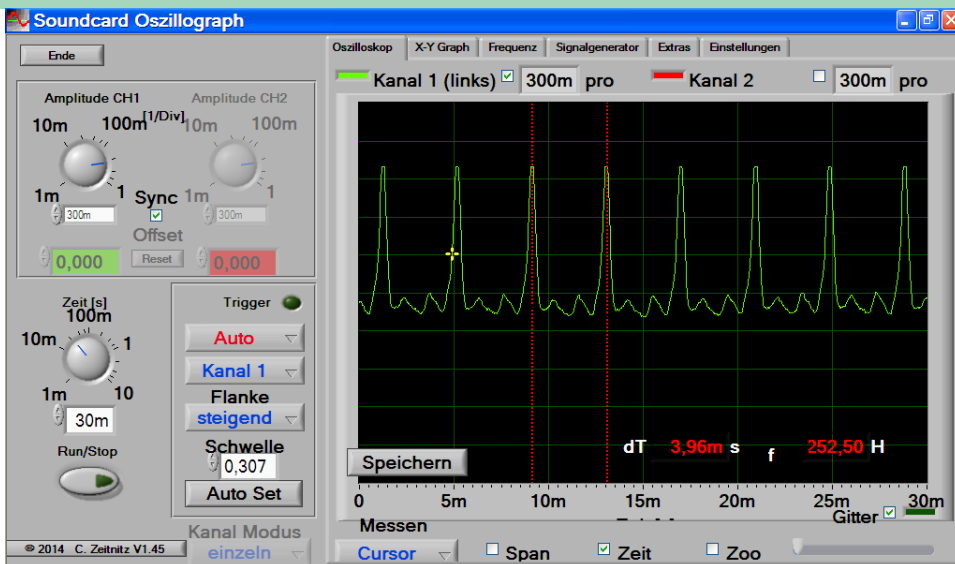 Soundcard Oszillograph
Ende
Oszilloskop X-Y Graph Frequenz Signalgenerator Extras Einstellungen
Kanal 1 (links) 300m pro Kanal 2 300m pro
Amplitude CH1 Amplitude CH2
10m 100m [1/Div] 10m 100m
1m 1 Sync 1m 1
300m 300m
Offset
0,000 Reset 0,000
Zeit [s]
100m
10m 1
1m 10
30m
Run/Stop
Trigger
Auto
Kanal 1
Flanke
steigend
Schwelle
0,307
Auto Set
Kanal Modus
einzeln
© 2014 C. Zeitnitz V1.45
dT 3,96m s f 252,50 H
Speichern
0 5m 10m 15m 20m 25m 30m
Gitter
Messen
Cursor Span Zeit Zoo